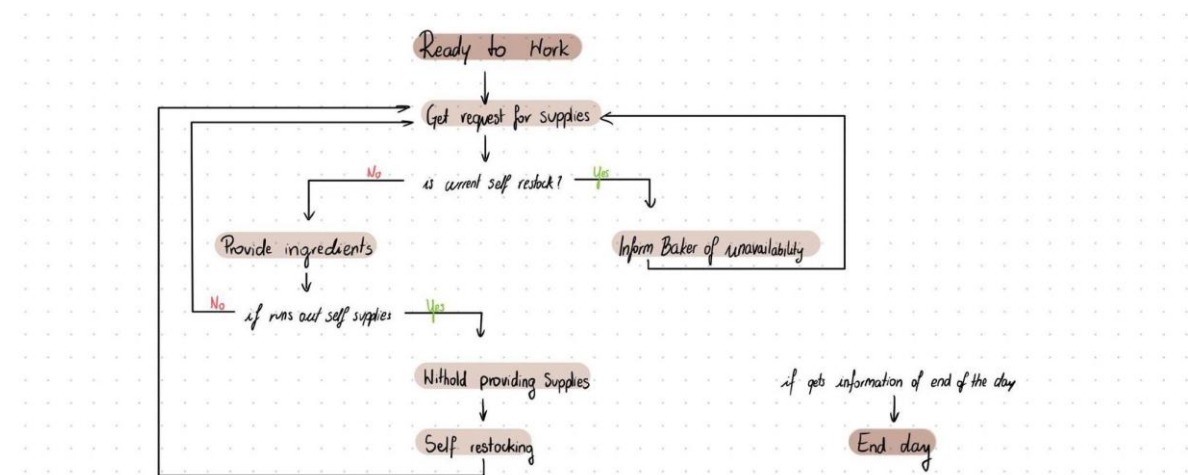 Ready to Work
Get request for supplies
No
is current self restock?
Yes
Provide ingredients
Inform Baker of unavailability
No
if runs out self supplies
Yes
Withold providing Supplies
if gets information of end of the day
Self restocking
End day